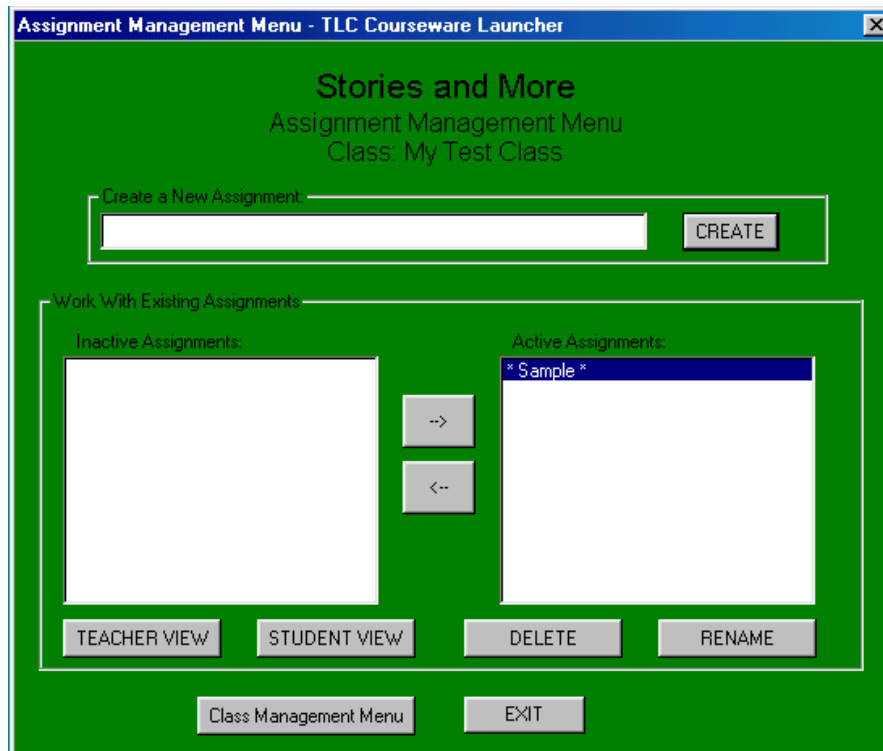 Assignment Management Menu - TLC Courseware Launcher
Stories and More
Assignment Management Menu
Class: My Test Class
Create a New Assignment:
CREATE
Work With Existing Assignments
Inactive Assignments:
Active Assignments:
* Sample *
-->
<--
TEACHER VIEW
STUDENT VIEW
DELETE
RENAME
Class Management Menu
EXIT